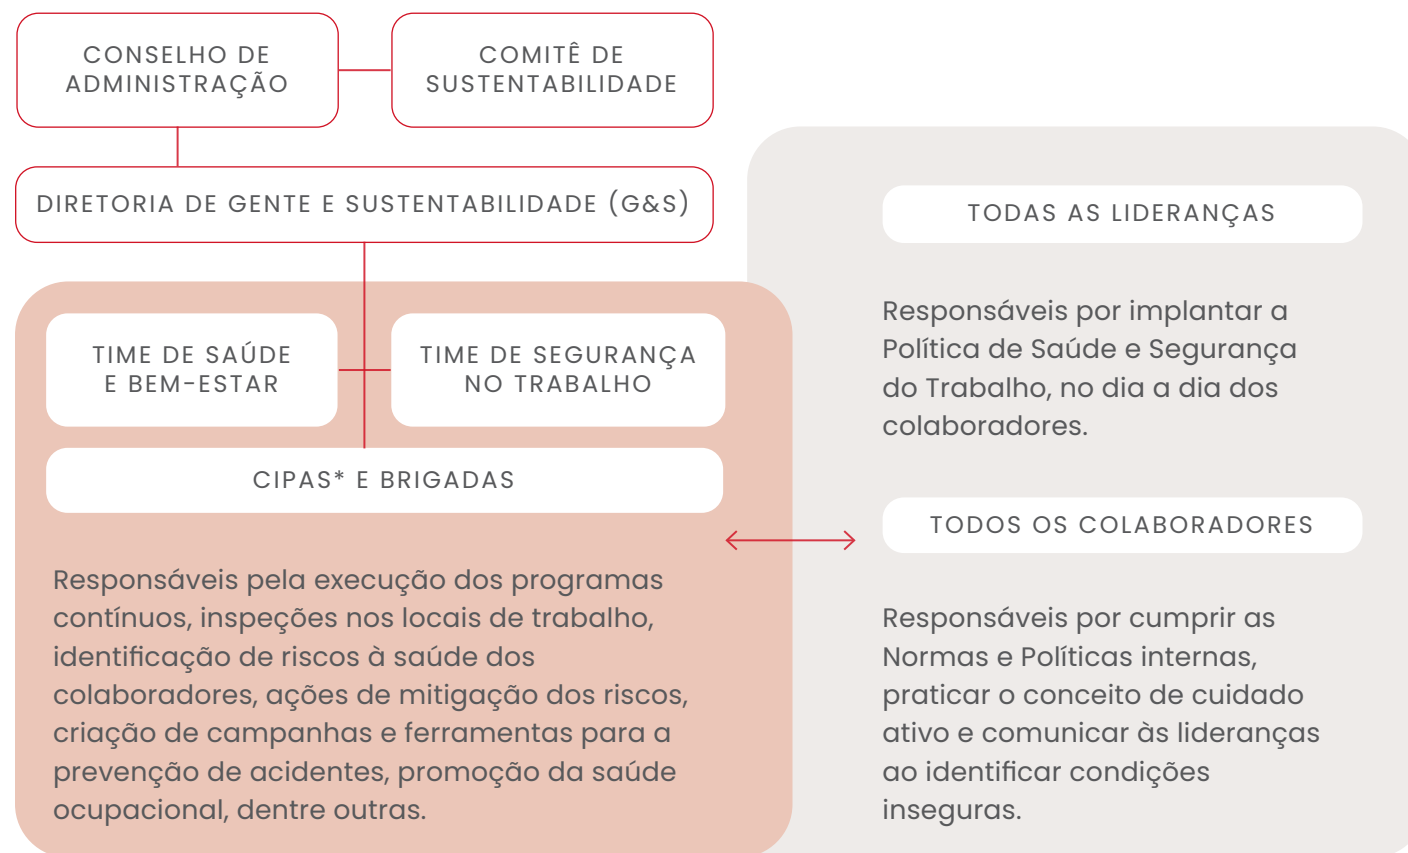 CONSELHO DE
ADMINISTRAÇÃO
COMITÊ DE
SUSTENTABILIDADE
DIRETORIA DE GENTE E SUSTENTABILIDADE (G&S)
TIME DE SAÚDE
E BEM-ESTAR
TIME DE SEGURANÇA
NO TRABALHO
CIPAS* E BRIGADAS
Responsáveis pela execução dos programas
contínuos, inspeções nos locais de trabalho,
identificação de riscos à saúde dos
colaboradores, ações de mitigação dos riscos,
criação de campanhas e ferramentas para a
prevenção de acidentes, promoção da saúde
ocupacional, dentre outras.
TODAS AS LIDERANÇAS
Responsáveis por implantar a
Política de Saúde e Segurança
do Trabalho, no dia a dia dos
colaboradores.
TODOS OS COLABORADORES
Responsáveis por cumprir as
Normas e Políticas internas,
praticar o conceito de cuidado
ativo e comunicar às lideranças
ao identificar condições
inseguras.